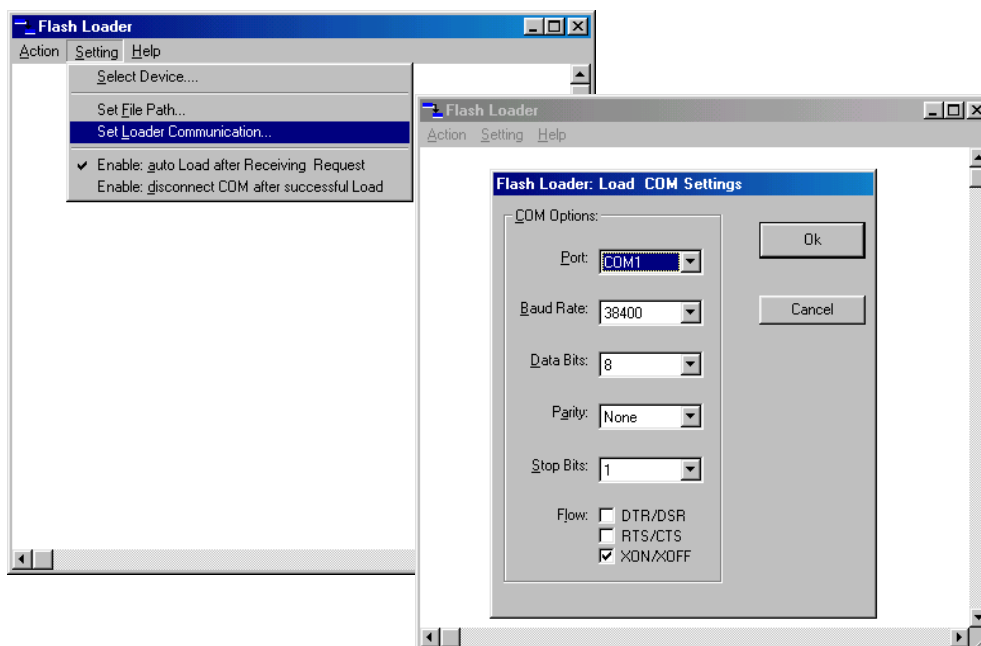 Flash Loader
Action Setting Help
Select Device....
Set File Path...
Set Loader Communication...
✔ Enable: auto Load after Receiving Request
Enable: disconnect COM after successful Load
Flash Loader
Action Setting Help
Flash Loader: Load COM Settings
COM Options:
Port: COM1
Baud Rate: 38400
Data Bits: 8
Parity: None
Stop Bits: 1
Flow: DTR/DSR
RTS/CTS
XON/XOFF
Ok
Cancel